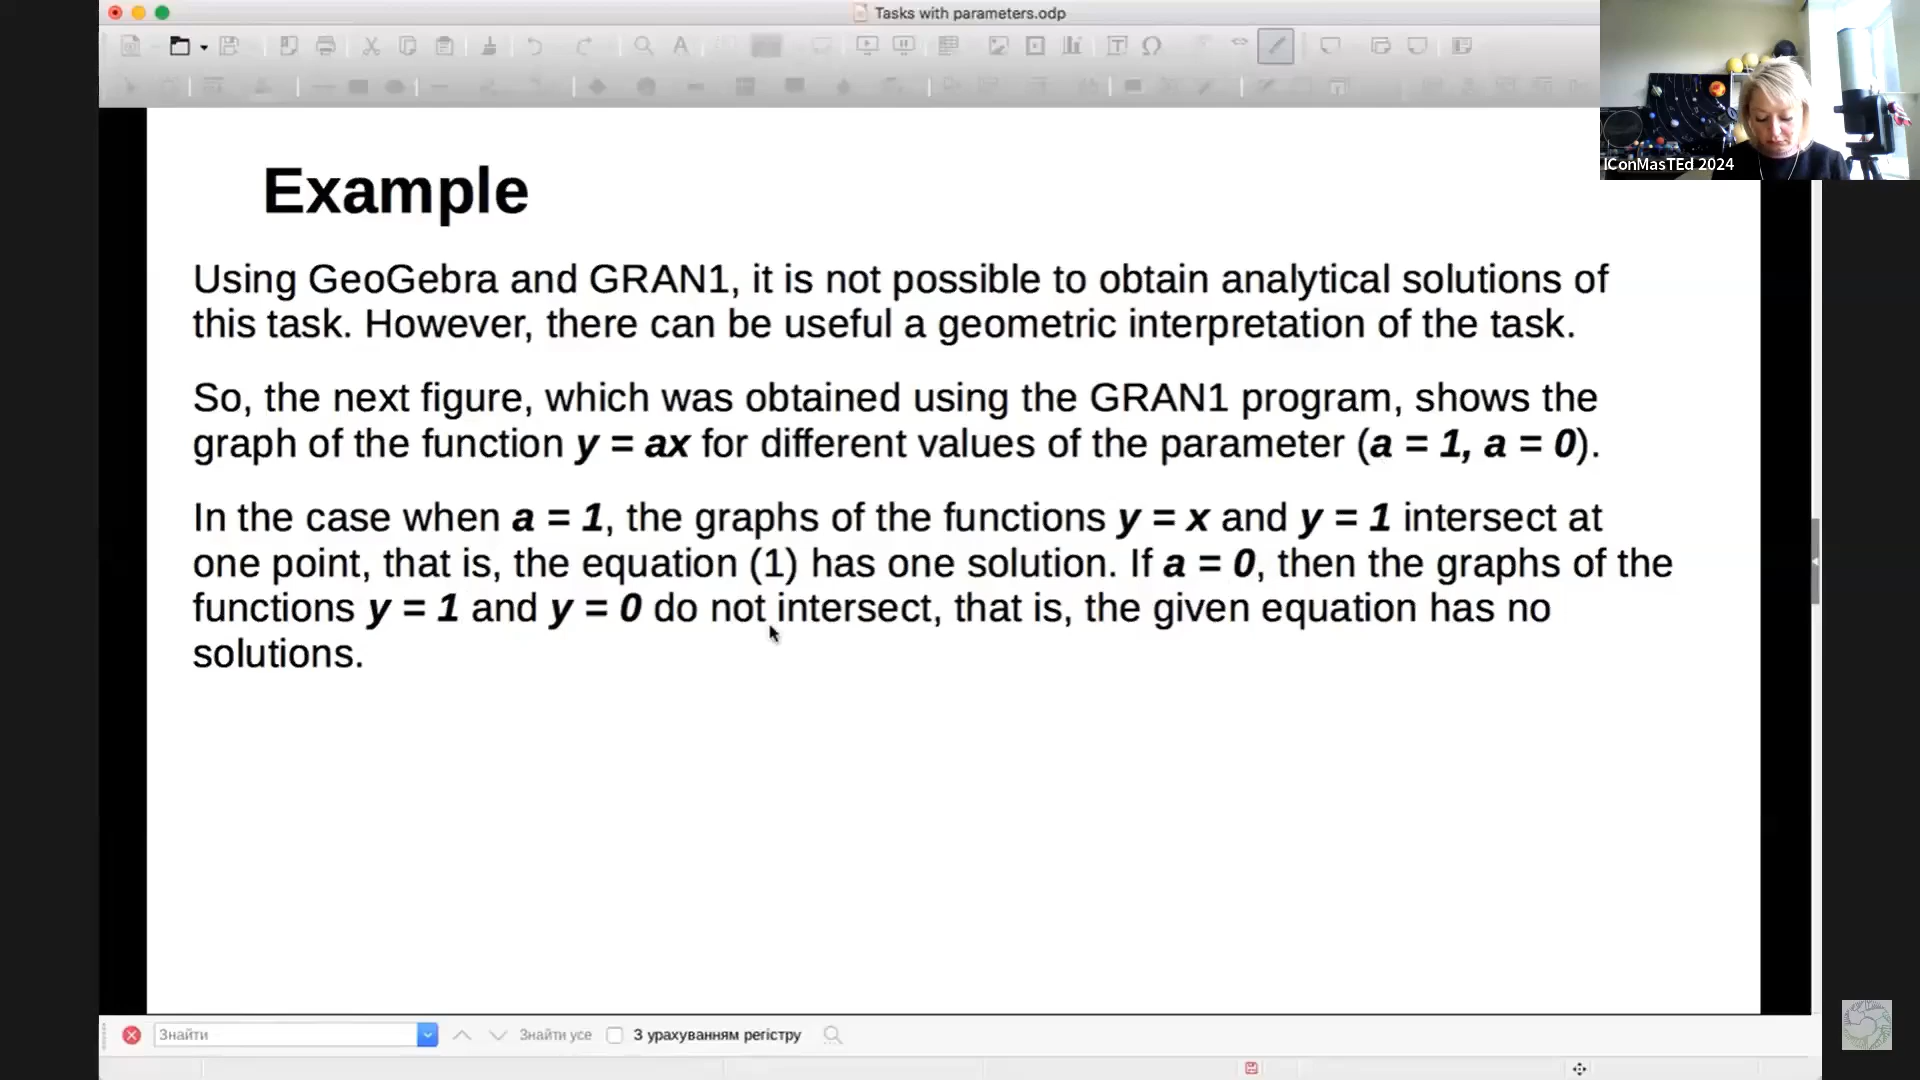 Tasks with parameters.odp
IConMasTEd 2024
Example
Using GeoGebra and GRAN1, it is not possible to obtain analytical solutions of
this task. However, there can be useful a geometric interpretation of the task.
So, the next figure, which was obtained using the GRAN1 program, shows the
graph of the function y = ax for different values of the parameter (a = 1, a = 0).
In the case when a = 1, the graphs of the functions y = x and y = 1 intersect at
one point, that is, the equation (1) has one solution. If a = 0, then the graphs of the
functions y = 1 and y = 0 do not intersect, that is, the given equation has no
solutions.
Знайти
Знайти усе
З урахуванням регістру